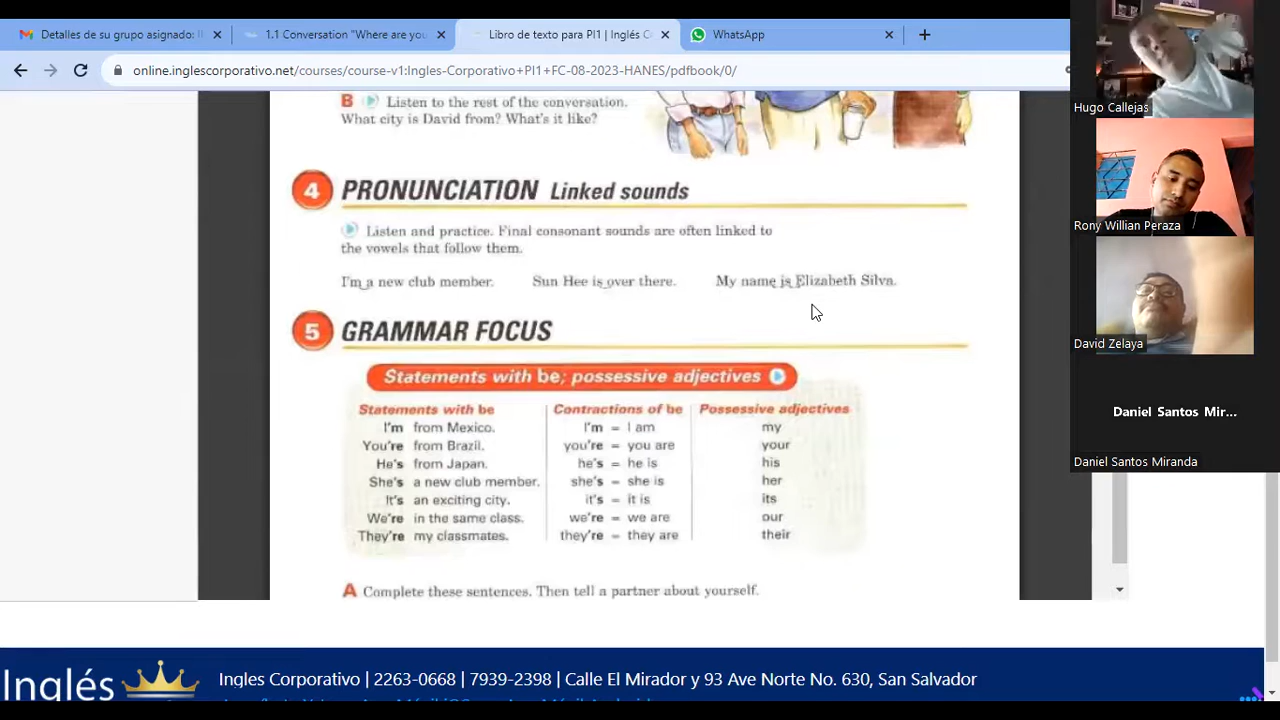 Detalles de su grupo asignado: I
1.1 Conversation "Where are you
Libro de texto para PI1 | Inglés C
WhatsApp
online.inglescorporativo.net/courses/course-v1:Ingles-Corporativo+PI1+FC-08-2023-HANES/pdfbook/0/
B Listen to the rest of the conversation.
What city is David from? What's it like?
4 PRONUNCIATION Linked sounds
Listen and practice. Final consonant sounds are often linked to
the vowels that follow them.
I'm a new club member. Sun Hee is over there. My name is Elizabeth Silva.
5 GRAMMAR FOCUS
Statements with be; possessive adjectives
Statements with be Contractions of be Possessive adjectives
I'm from Mexico. I'm = I am my
You're from Brazil. you're = you are your
He's from Japan. he's = he is his
She's a new club member. she's = she is her
It's an exciting city. it's = it is its
We're in the same class. we're = we are our
They're my classmates. they're = they are their
A Complete these sentences. Then tell a partner about yourself.
Inglés
Ingles Corporativo | 2263-0668 | 7939-2398 | Calle El Mirador y 93 Ave Norte No. 630, San Salvador
Hugo Callejas
Rony Willian Peraza
David Zelaya
Daniel Santos Mir...
Daniel Santos Miranda